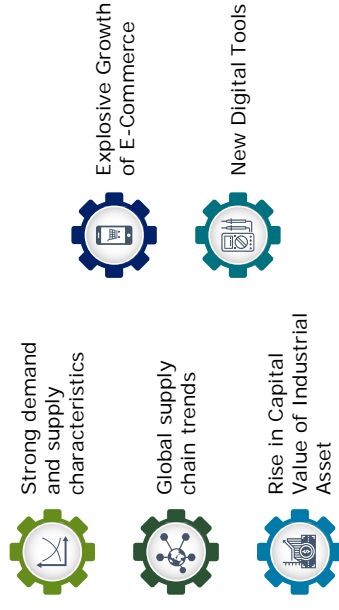 Strong demand
and supply
characteristics
Global supply
chain trends
Rise in Capital
Value of Industrial
Asset
Explosive Growth
of E-Commerce
New Digital Tools